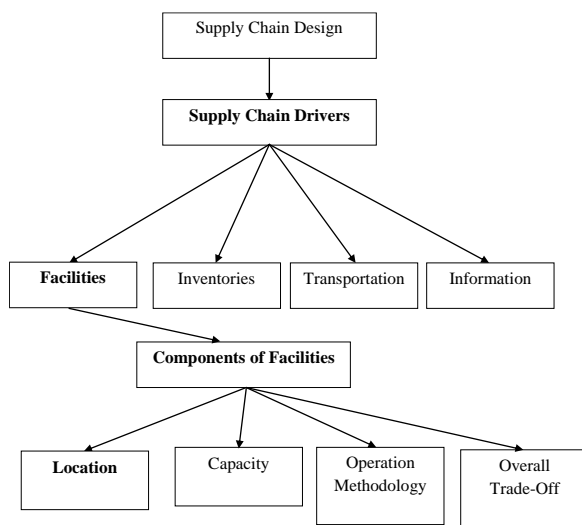 Supply Chain Design
Supply Chain Drivers
Facilities
Inventories
Transportation
Information
Components of Facilities
Location
Capacity
Operation
Methodology
Overall
Trade-Off